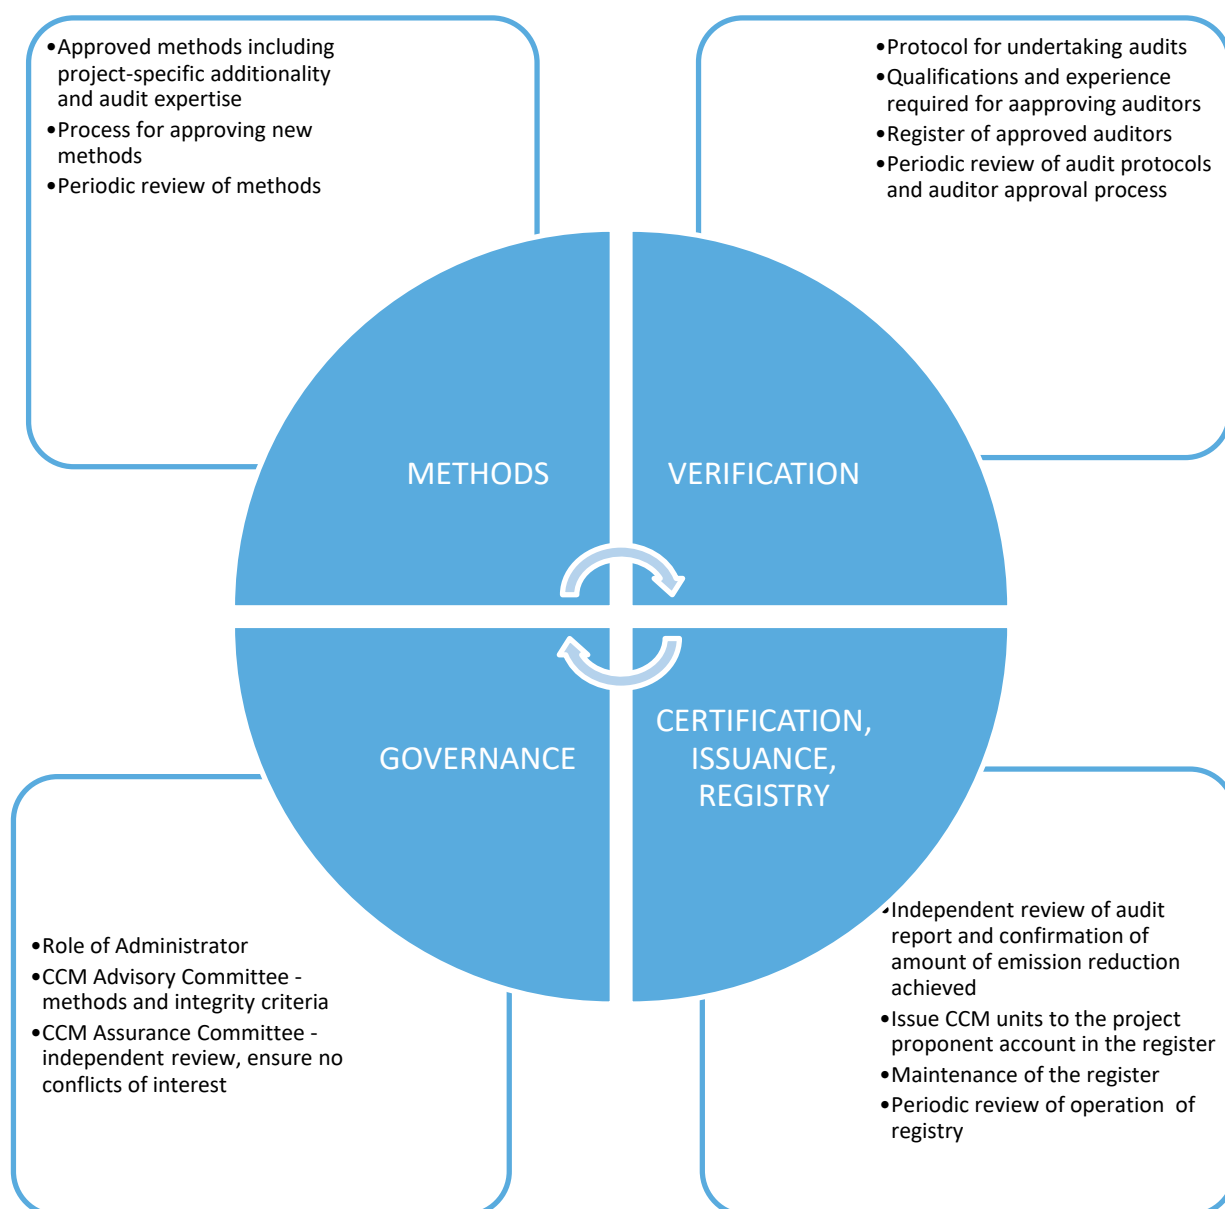 •Approved methods including
project-specific additionality
and audit expertise
•Process for approving new
methods
•Periodic review of methods
•Protocol for undertaking audits
•Qualifications and experience
required for aapproving auditors
•Register of approved auditors
•Periodic review of audit protocols
and auditor approval process
METHODS
VERIFICATION
GOVERNANCE
CERTIFICATION,
ISSUANCE,
REGISTRY
•Role of Administrator
•CCM Advisory Committee -
methods and integrity criteria
•CCM Assurance Committee -
independent review, ensure no
conflicts of interest
•Independent review of audit
report and confirmation of
amount of emission reduction
achieved
•Issue CCM units to the project
proponent account in the register
•Maintenance of the register
•Periodic review of operation  of
registry